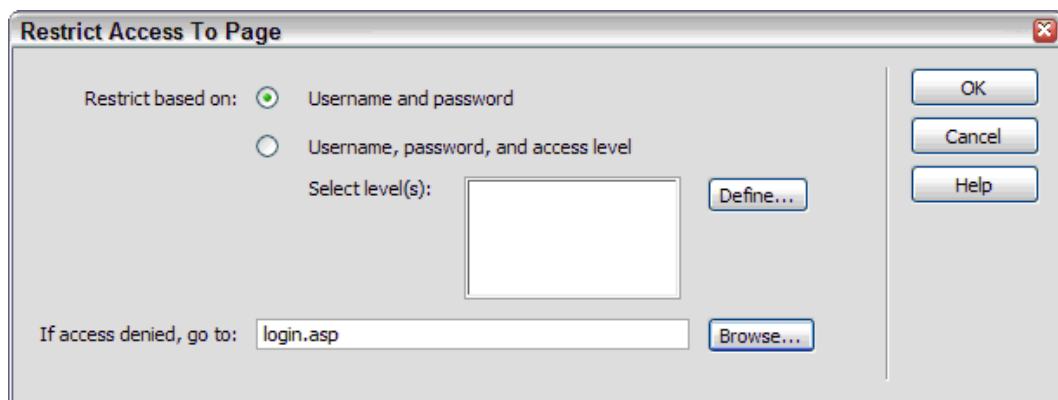 Restrict Access To Page
Restrict based on: Username and password
Username, password, and access level
Select level(s): Define...
If access denied, go to: login.asp Browse...
OK
Cancel
Help